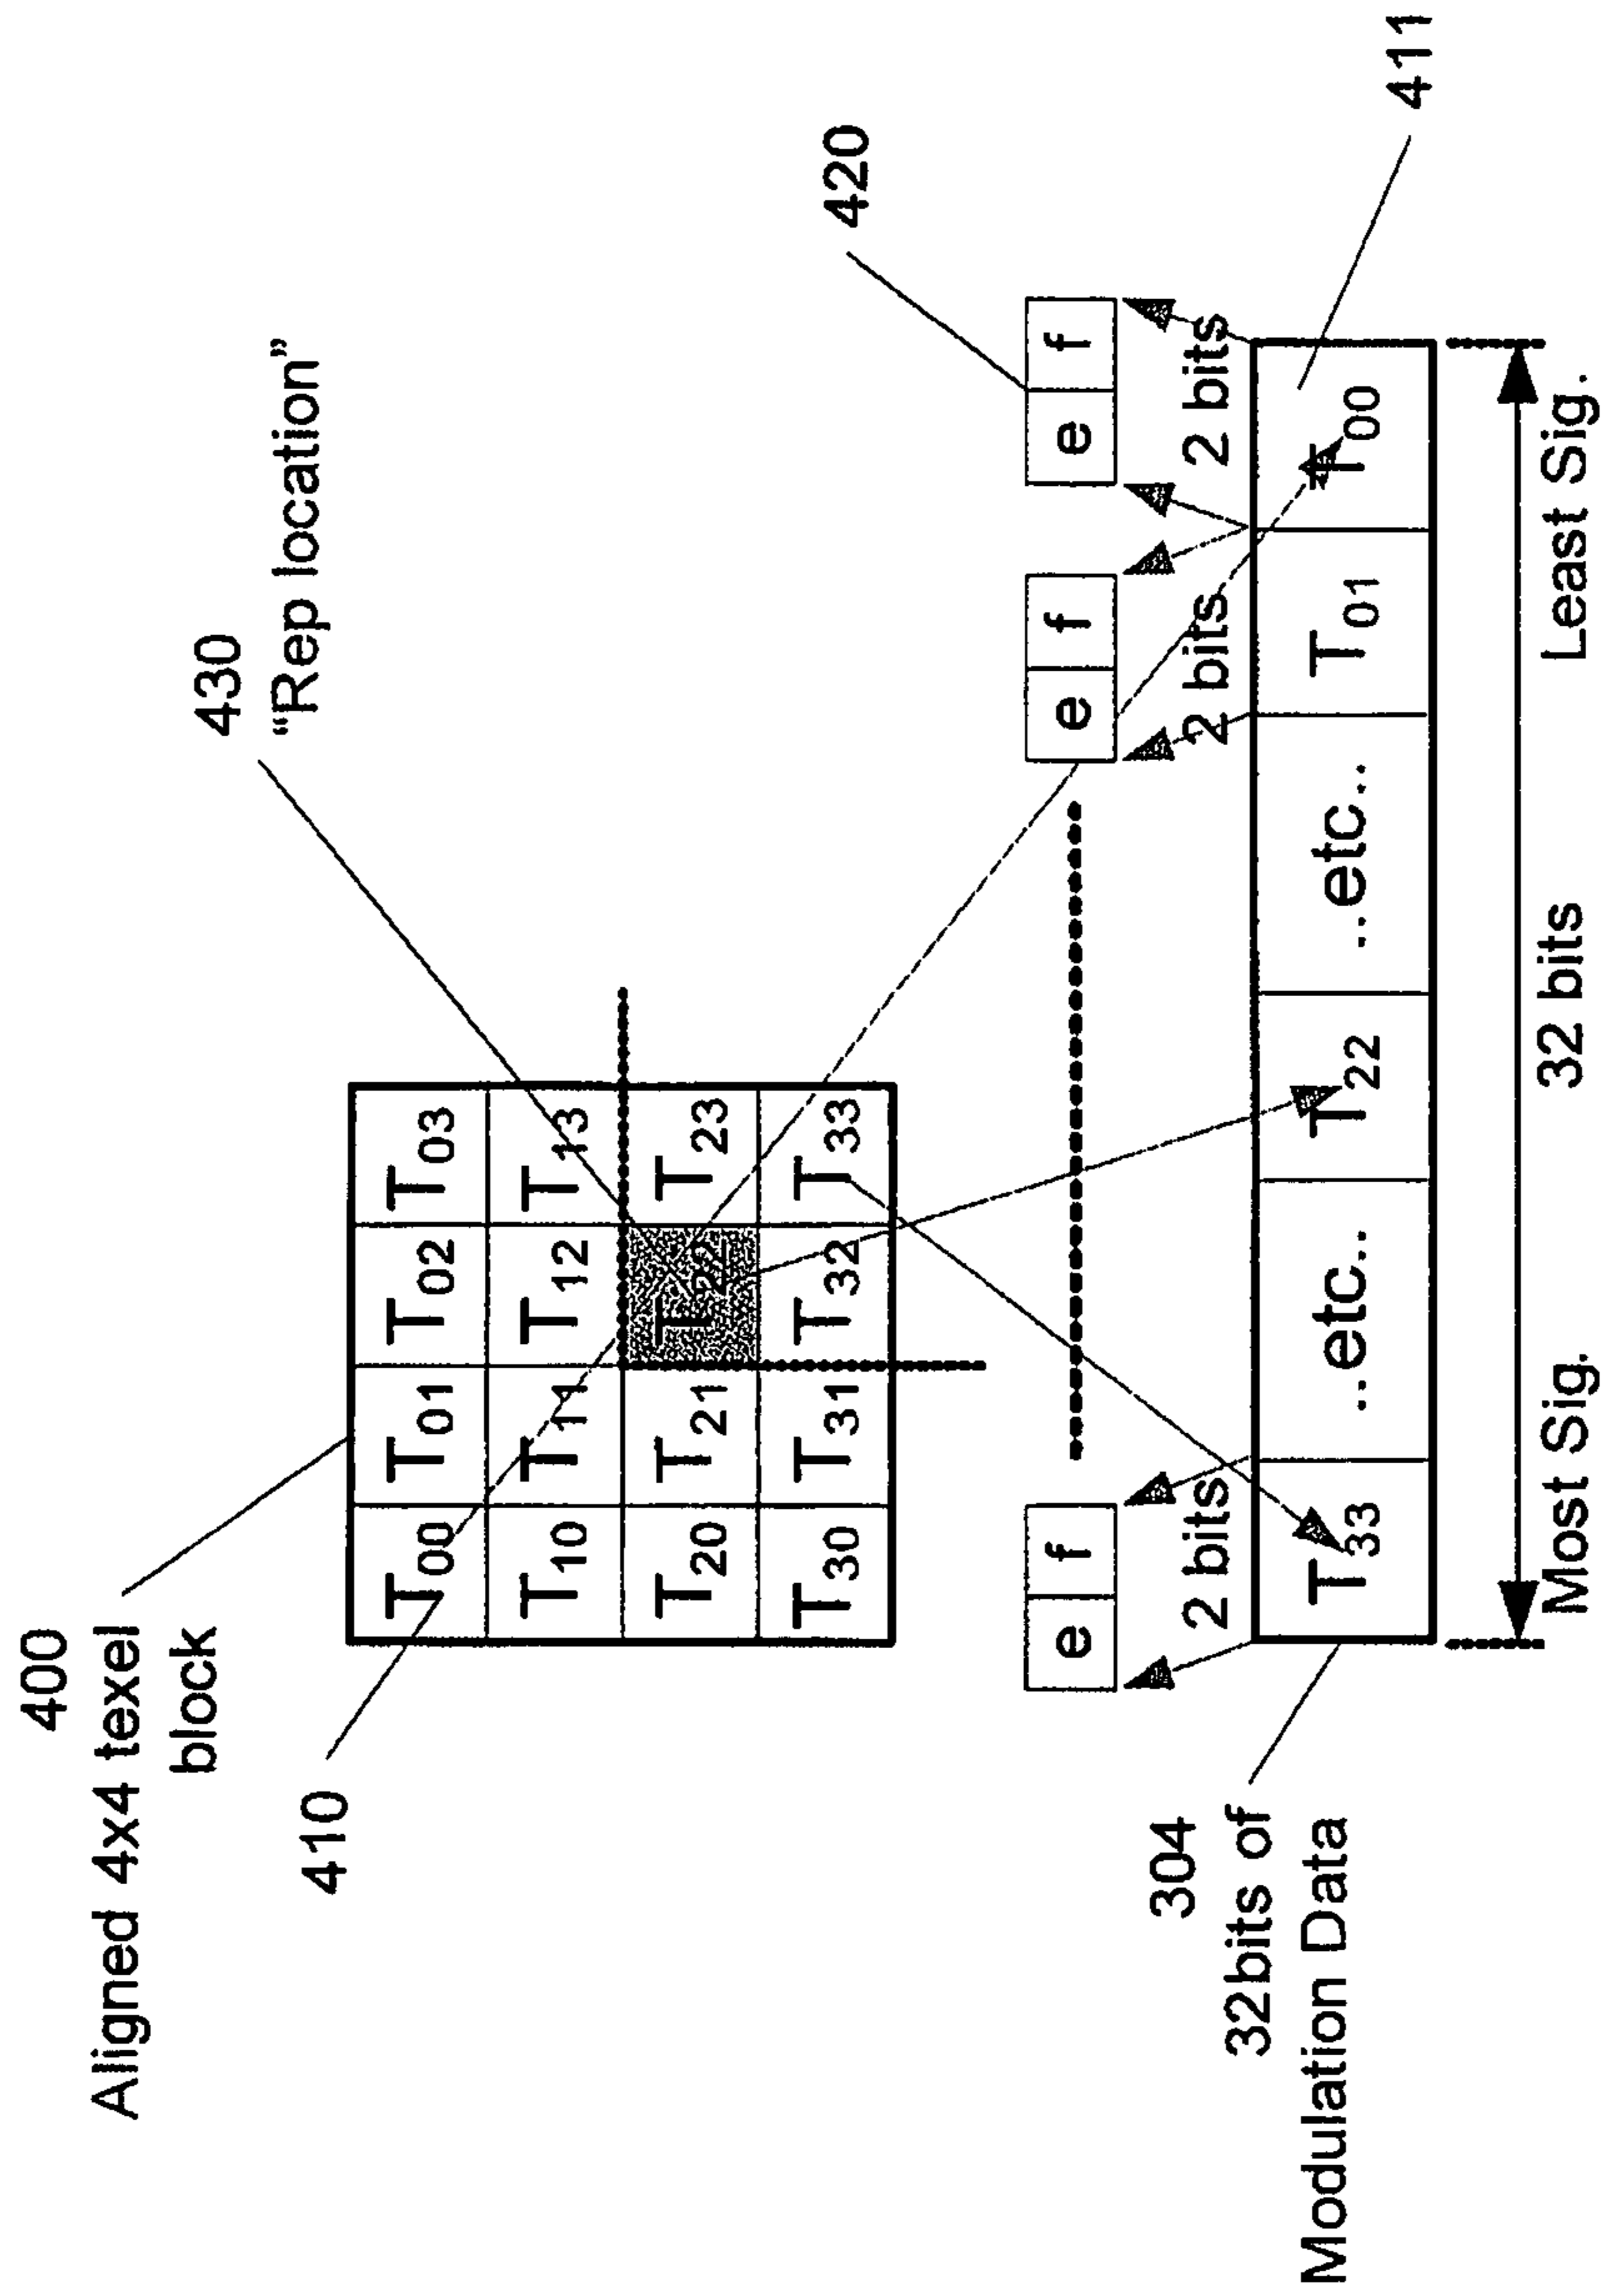 400
Aligned 4x4 texel
block
430
“Rep location”
410
T00 T01 T02 T03
T10 T11 T12 T13
T20 T21 T22 T23
T30 T31 T32 T33
420
e f e f e f
2 bits 2 bits 2 bits
304
32bits of
Modulation Data
T33 ..etc.. T22 ..etc.. T01 T00
411
Most Sig. 32 bits Least Sig.